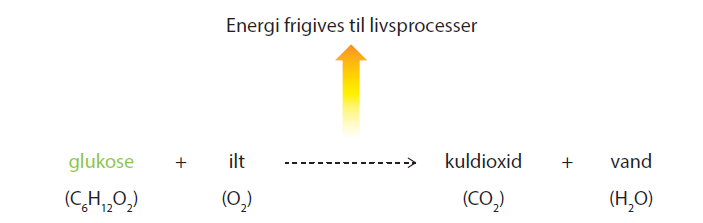 Energi frigives til livsprocesser
glukose + ilt kuldioxid + vand
(C₆H₁₂O₂) (O₂) (CO₂) (H₂O)